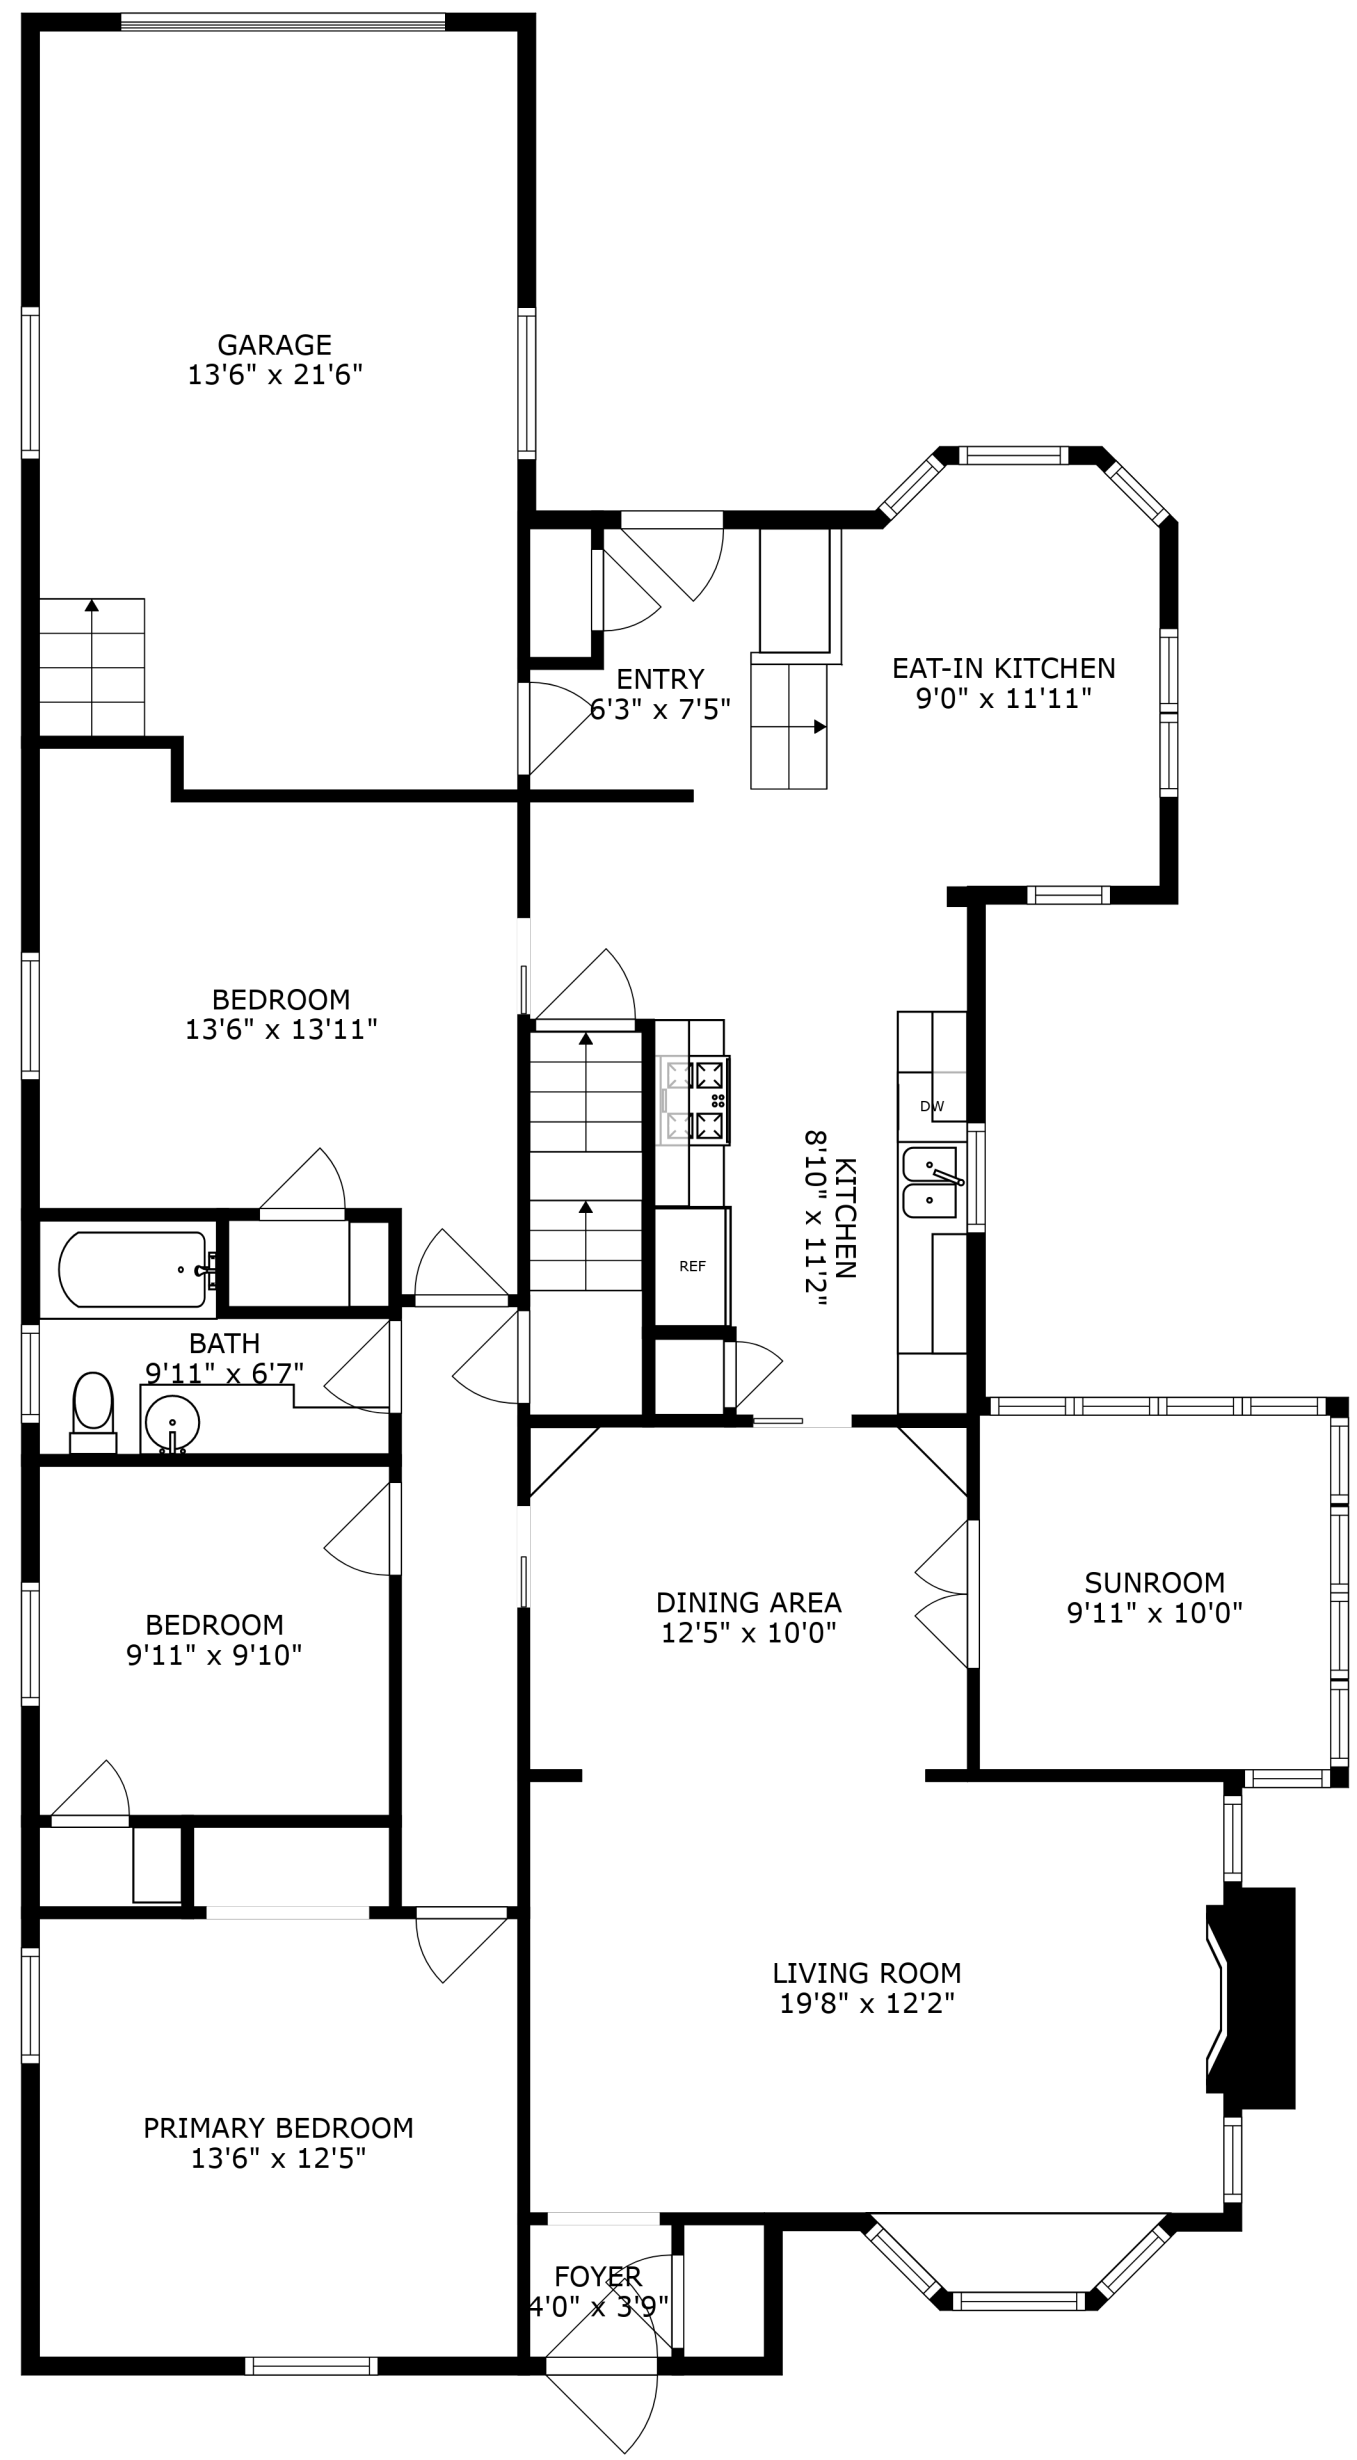 GARAGE
13'6" x 21'6"
EAT-IN KITCHEN
9'0" x 11'11"
ENTRY
6'3" x 7'5"
BEDROOM
13'6" x 13'11"
DW
KITCHEN
8'10" x 11'2"
REF
BATH
9'11" x 6'7"
SUNROOM
9'11" x 10'0"
DINING AREA
12'5" x 10'0"
BEDROOM
9'11" x 9'10"
LIVING ROOM
19'8" x 12'2"
PRIMARY BEDROOM
13'6" x 12'5"
FOYER
4'0" x 3'9"